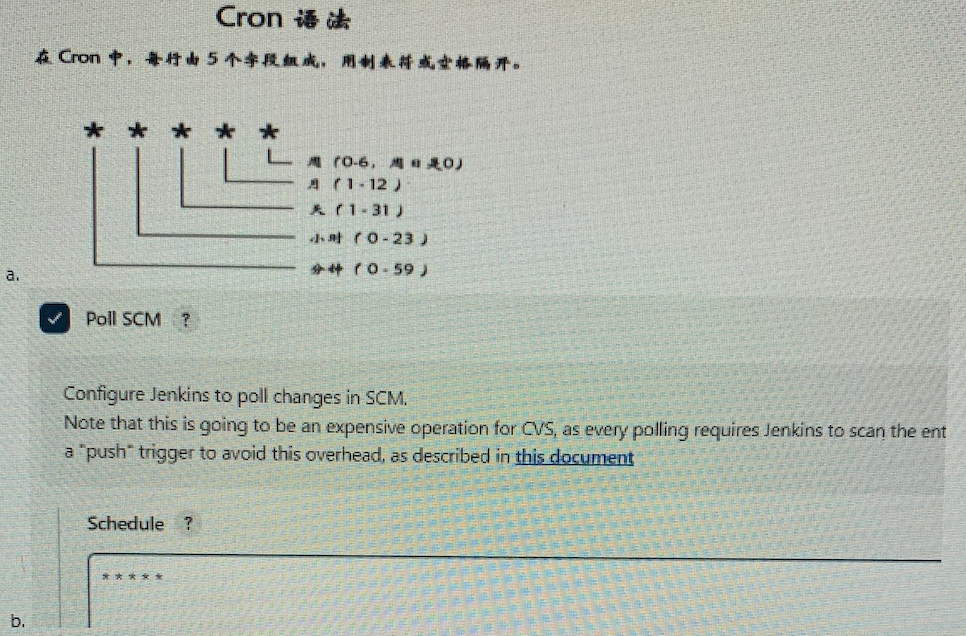 Cron 语法
在 Cron 中，每行由 5 个字段组成，用制表符或空格隔开。
* * * * *
周（0-6，周日是0）
月（1-12）
天（1-31）
小时（0-23）
分钟（0-59）
a.
Poll SCM ?
Configure Jenkins to poll changes in SCM.
Note that this is going to be an expensive operation for CVS, as every polling requires Jenkins to scan the ent
a "push" trigger to avoid this overhead, as described in this document
Schedule ?
* * * * *
b.